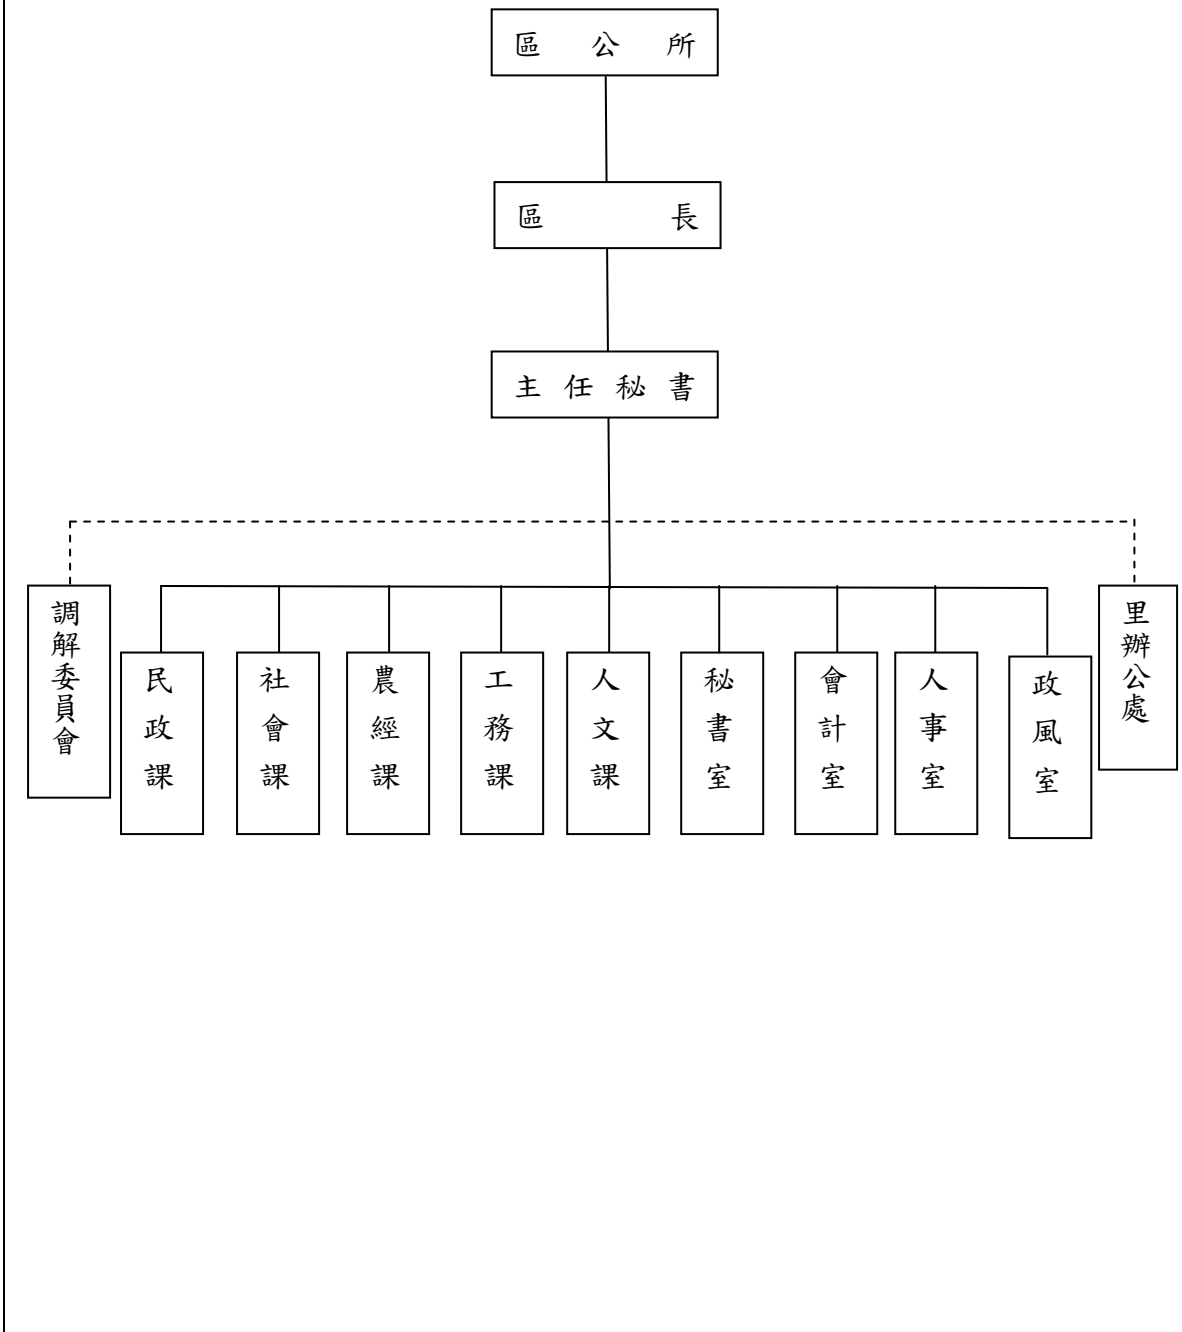 區公所
區長
主任秘書
調解委員會
民政課
社會課
農經課
工務課
人文課
秘書室
會計室
人事室
政風室
里辦公處